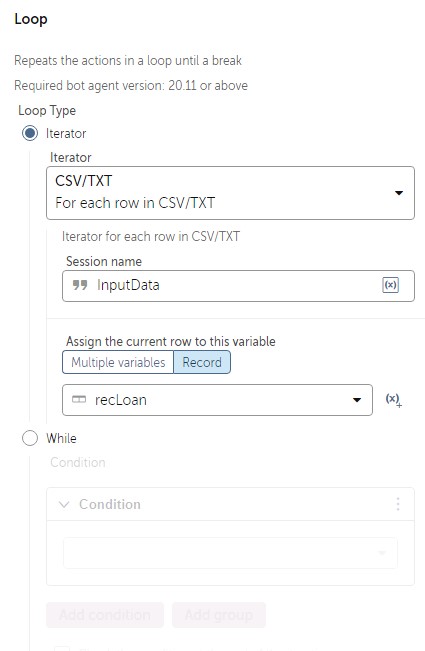 Loop
Repeats the actions in a loop until a break
Required bot agent version: 20.11 or above
Loop Type
Iterator
Iterator
CSV/TXT
For each row in CSV/TXT
Iterator for each row in CSV/TXT
Session name
InputData
(x)
Assign the current row to this variable
Multiple variables Record
recLoan
(x)+
While
Condition
Condition
Add condition Add group